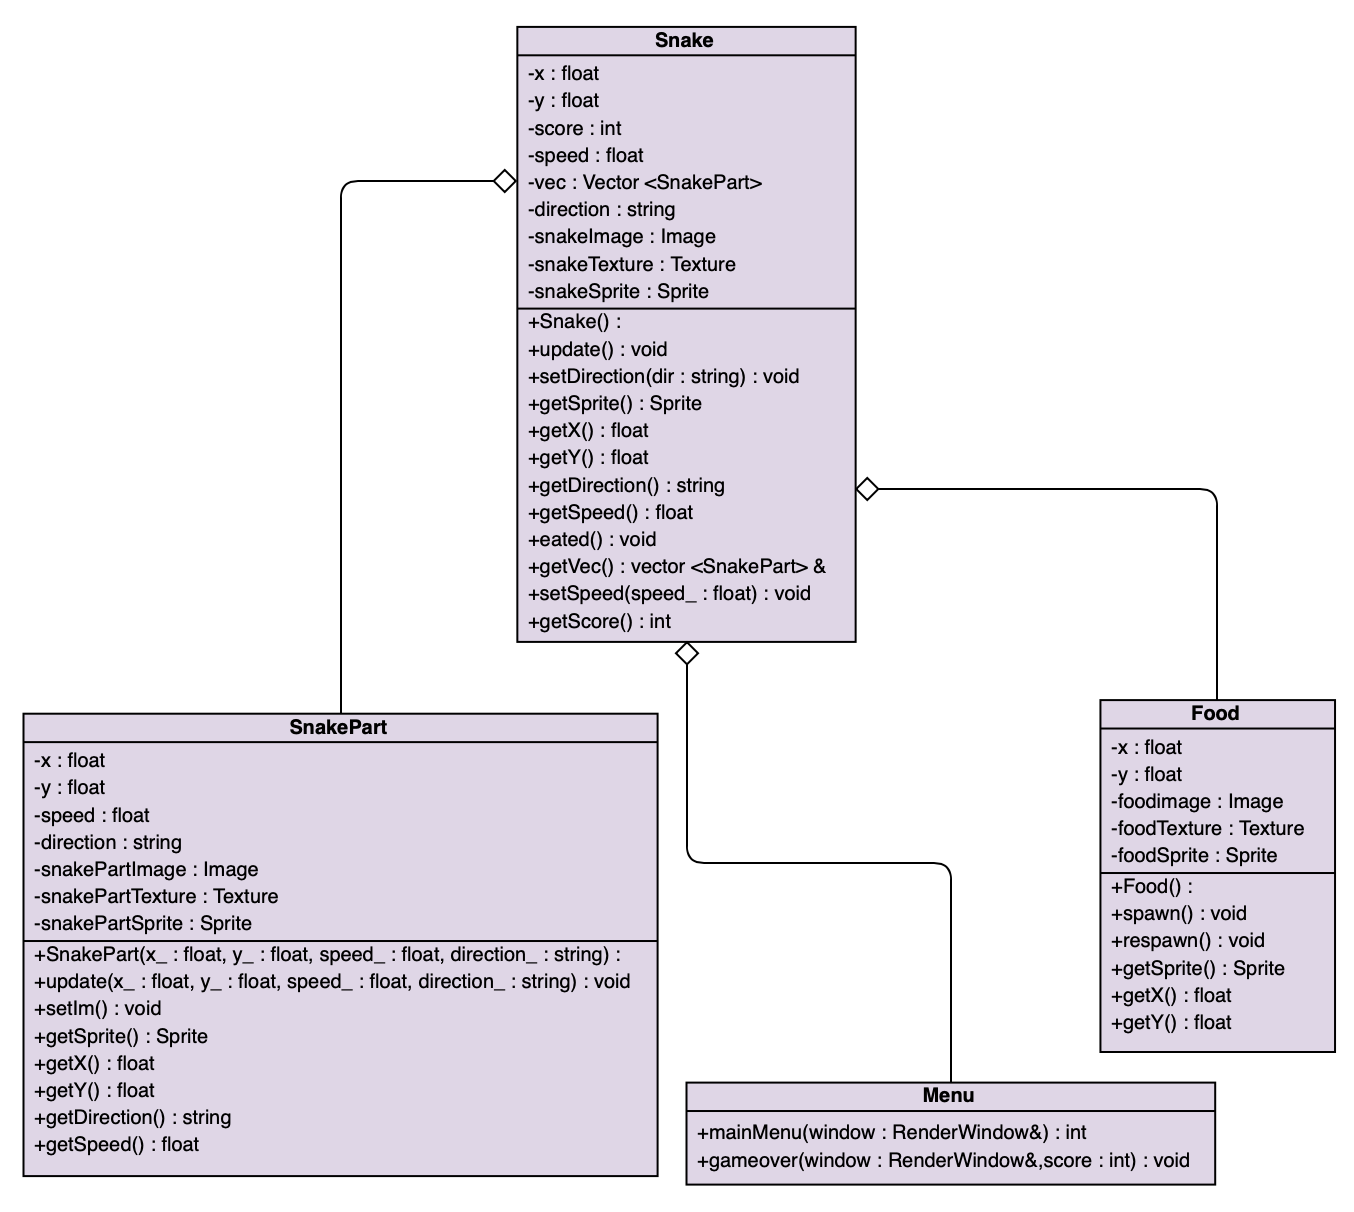 Snake
-x : float
-y : float
-score : int
-speed : float
-vec : Vector <SnakePart>
-direction : string
-snakeImage : Image
-snakeTexture : Texture
-snakeSprite : Sprite
+Snake() :
+update() : void
+setDirection(dir : string) : void
+getSprite() : Sprite
+getX() : float
+getY() : float
+getDirection() : string
+getSpeed() : float
+eated() : void
+getVec() : vector <SnakePart> &
+setSpeed(speed_ : float) : void
+getScore() : int
SnakePart
-x : float
-y : float
-speed : float
-direction : string
-snakePartImage : Image
-snakePartTexture : Texture
-snakePartSprite : Sprite
+SnakePart(x_ : float, y_ : float, speed_ : float, direction_ : string) :
+update(x_ : float, y_ : float, speed_ : float, direction_ : string) : void
+setIm() : void
+getSprite() : Sprite
+getX() : float
+getY() : float
+getDirection() : string
+getSpeed() : float
Food
-x : float
-y : float
-foodimage : Image
-foodTexture : Texture
-foodSprite : Sprite
+Food() :
+spawn() : void
+respawn() : void
+getSprite() : Sprite
+getX() : float
+getY() : float
Menu
+mainMenu(window : RenderWindow&) : int
+gameover(window : RenderWindow&,score : int) : void